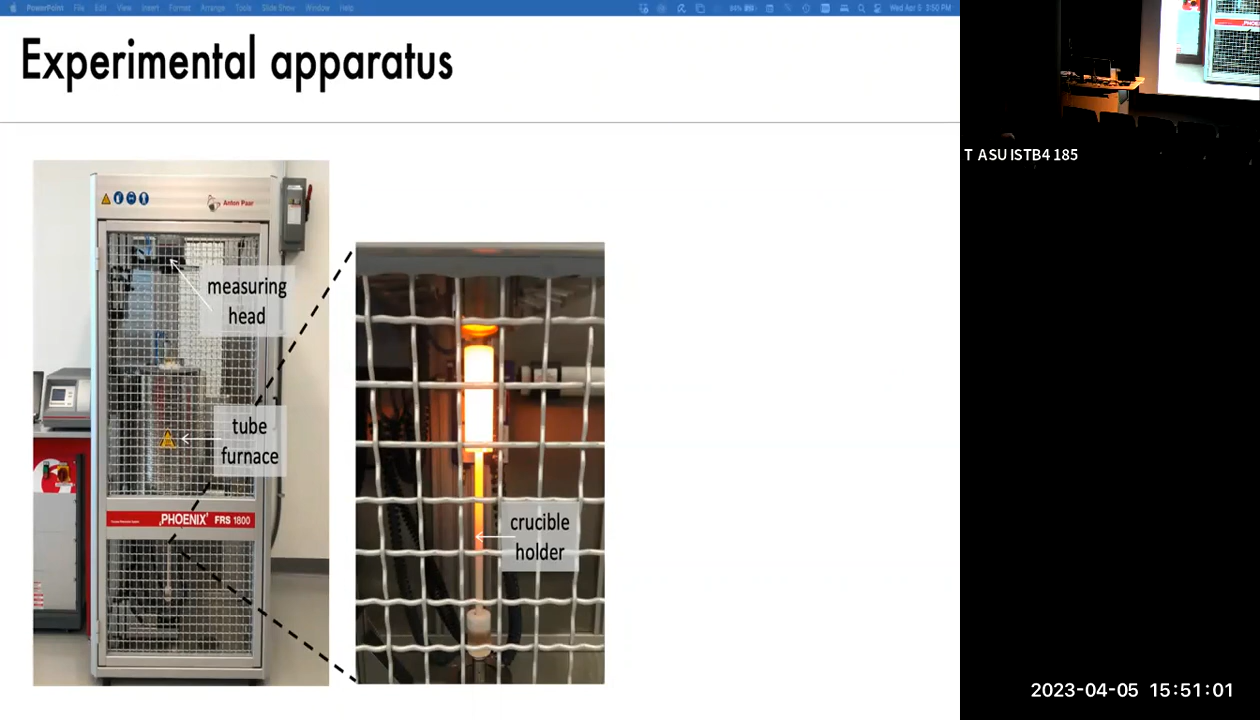 PowerPoint File Edit View Insert Format Arrange Tools Slide Show Window Help
Wed Apr 5 3:50 PM
Experimental apparatus
Anton Paar
measuring
head
tube
furnace
PHOENIX FRS 1800
crucible
holder
T ASU ISTB4 185
2023-04-05 15:51:01